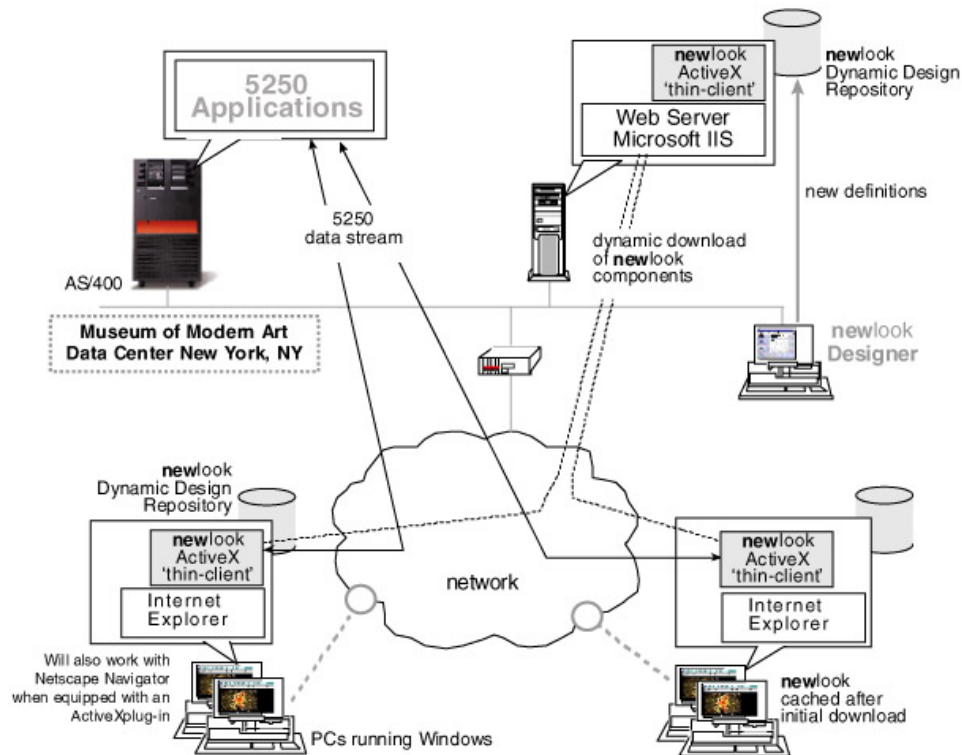 5250
Applications
newlook
ActiveX
'thin-client'
Web Server
Microsoft IIS
newlook
Dynamic Design
Repository
new definitions
5250
data stream
dynamic download
of newlook
components
AS/400
Museum of Modern Art
Data Center New York, NY
newlook
Designer
newlook
Dynamic Design
Repository
newlook
ActiveX
'thin-client'
Internet
Explorer
network
newlook
ActiveX
'thin-client'
Internet
Explorer
Will also work with
Netscape Navigator
when equipped with an
ActiveXplug-in
PCs running Windows
newlook
cached after
initial download